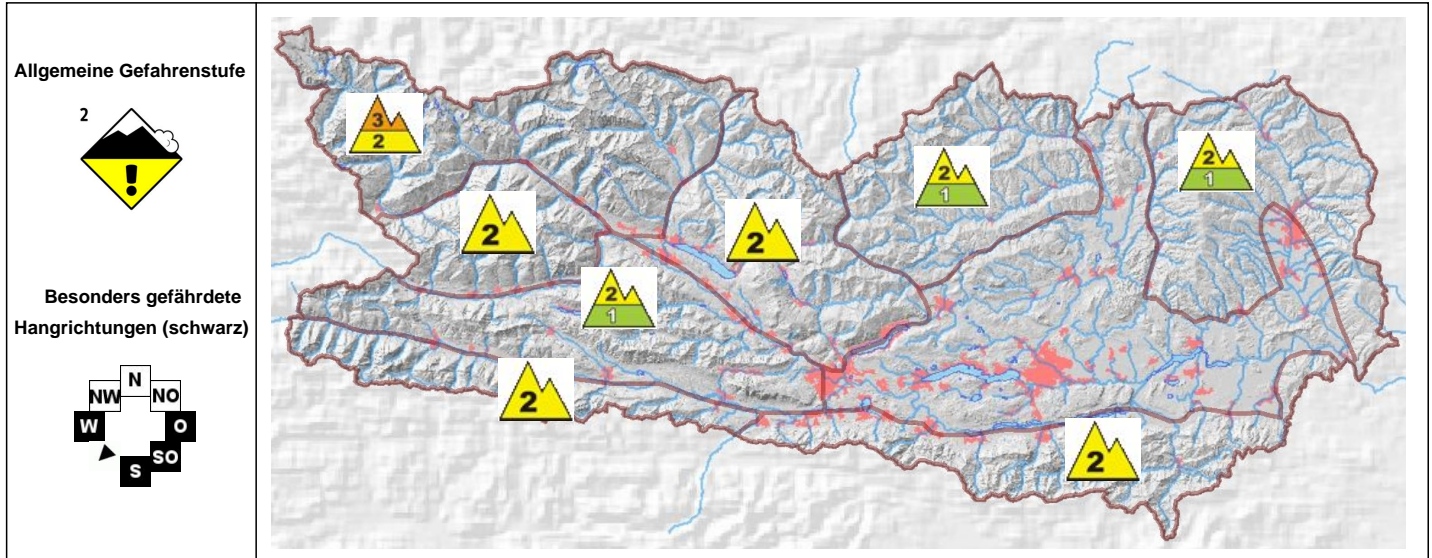 Allgemeine Gefahrenstufe
2
!
Besonders gefährdete
Hangrichtungen (schwarz)
N
NW NO
W O
SO
S
3
2
2
2
2
1
2
1
2
1
2
2